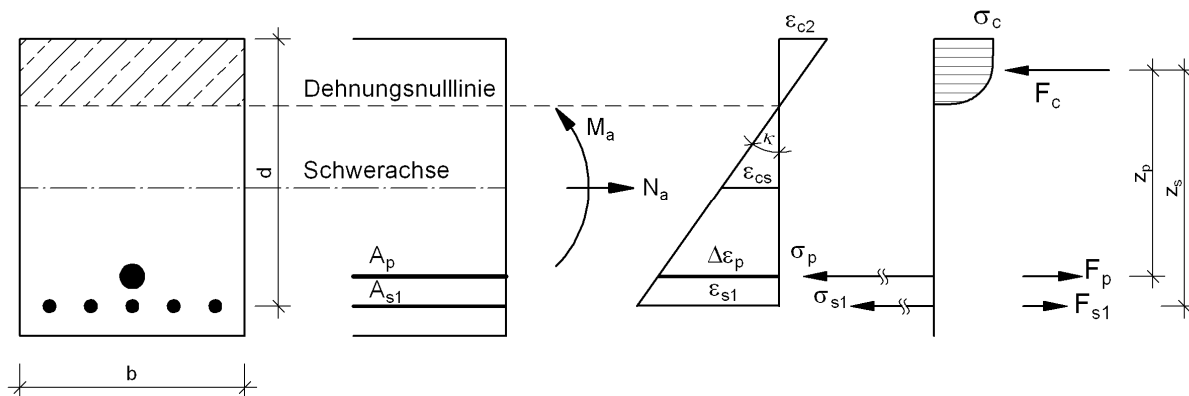 ε_c2
σ_c
Dehnungsnulllinie
F_c
M_a
κ
d
Schwerachse
N_a
ε_cs
z_p
z_s
A_p
Δε_p
σ_p
F_p
A_s1
ε_s1
σ_s1
F_s1
b